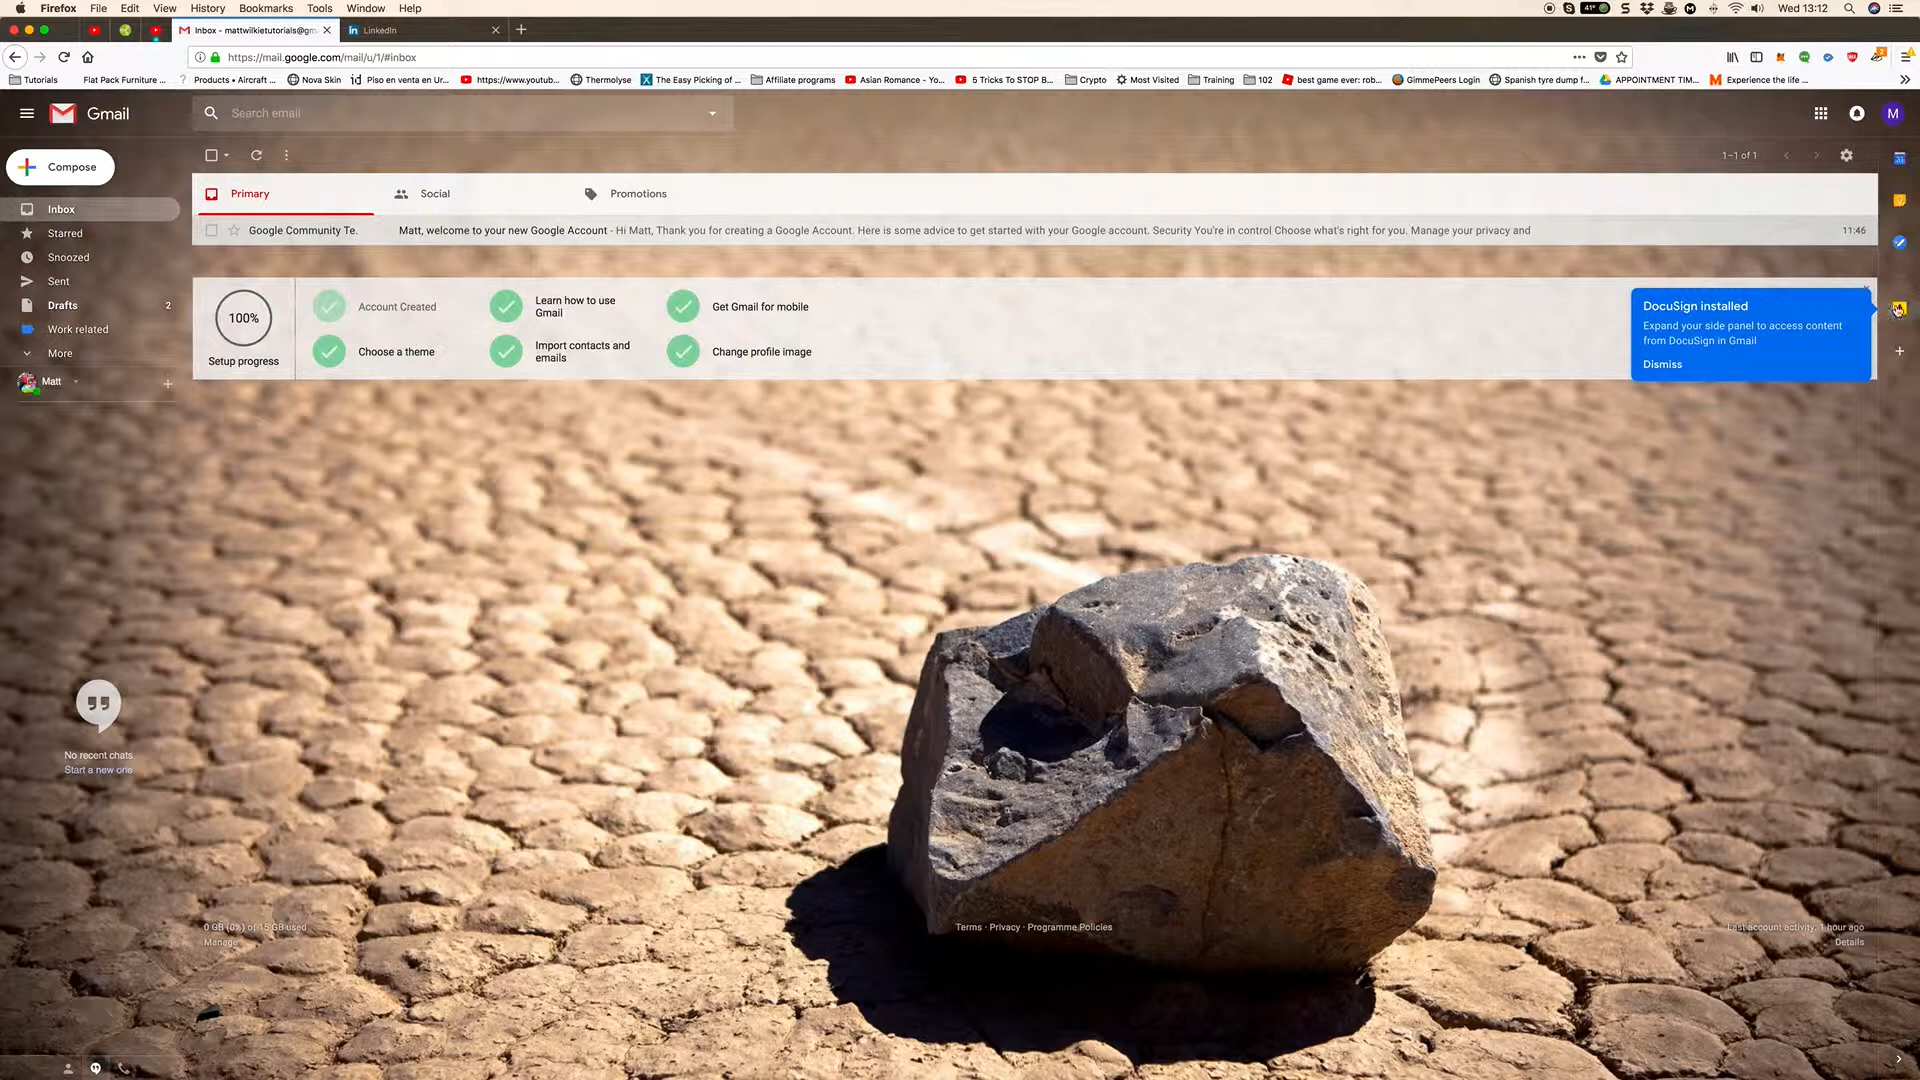 Firefox File Edit View History Bookmarks Tools Window Help
41° Wed 13:12
Inbox - mattwilkietutorials@gm
LinkedIn
https://mail.google.com/mail/u/1/#inbox
Tutorials Flat Pack Furniture ... Products • Aircraft ... Nova Skin Piso en venta en Ur... https://www.youtub... Thermolyse The Easy Picking of ... Affiliate programs Asian Romance - Yo... 5 Tricks To STOP B... Crypto Most Visited Training 102 best game ever: rob... GimmePeers Login Spanish tyre dump f... APPOINTMENT TIM... Experience the life ...
Gmail
Search email
M
Compose
1–1 of 1
Primary
Social
Promotions
Inbox
Google Community Te. Matt, welcome to your new Google Account - Hi Matt, Thank you for creating a Google Account. Here is some advice to get started with your Google account. Security You're in control Choose what's right for you. Manage your privacy and 11:46
Starred
Snoozed
Sent
Drafts 2
Work related
More
Matt
100%
Setup progress
Account Created
Learn how to use
Gmail
Get Gmail for mobile
Choose a theme
Import contacts and
emails
Change profile image
DocuSign installed
Expand your side panel to access content
from DocuSign in Gmail
Dismiss
No recent chats
Start a new one
0 GB (0%) of 15 GB used
Manage
Terms · Privacy · Programme Policies
Last account activity: 1 hour ago
Details